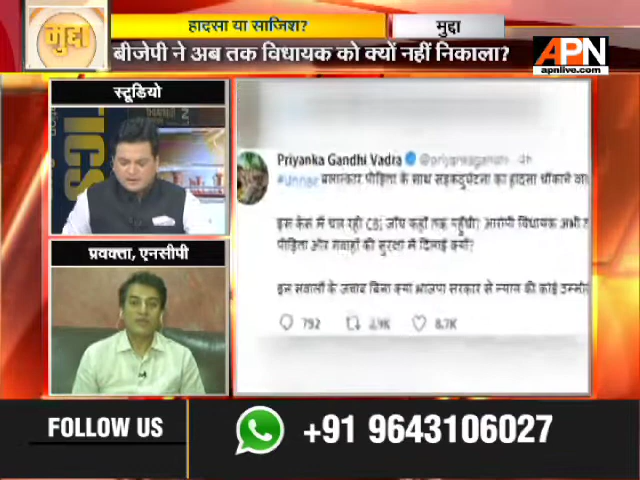 मुद्दा
हादसा या साजिश?
मुद्दा
बीजेपी ने अब तक विधायक को क्यों नहीं निकाला?
APN
apnlive.com
स्टूडियो
प्रवक्ता, एनसीपी
Priyanka Gandhi Vadra @priyankagandhi · 4h
बलात्कार पीड़िता के साथ सड़क दुर्घटना का हादसा चौंकाने वा
इस केस में चल रही CBI जाँच कहाँ तक पहुँची? आरोपी विधायक अभी
पीड़िता और गवाहों की सुरक्षा में ढिलाई क्यों?
इन सवालों के जवाब बिना क्या भाजपा सरकार से न्याय की कोई उम्मी
792 2.9K 8.7K
FOLLOW US
+91 9643106027